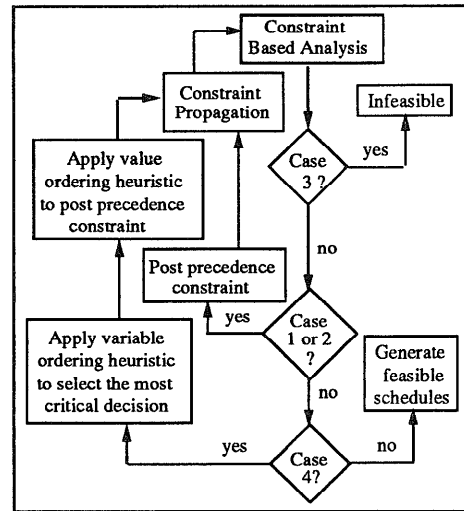 Constraint
Based Analysis
Constraint
Propagation
Infeasible
Apply value
ordering heuristic
to post precedence
constraint
Case
3 ?
yes
no
Post precedence
constraint
yes
Case
1 or 2
?
Apply variable
ordering heuristic
to select the most
critical decision
Generate
feasible
schedules
no
yes
Case
4?
no